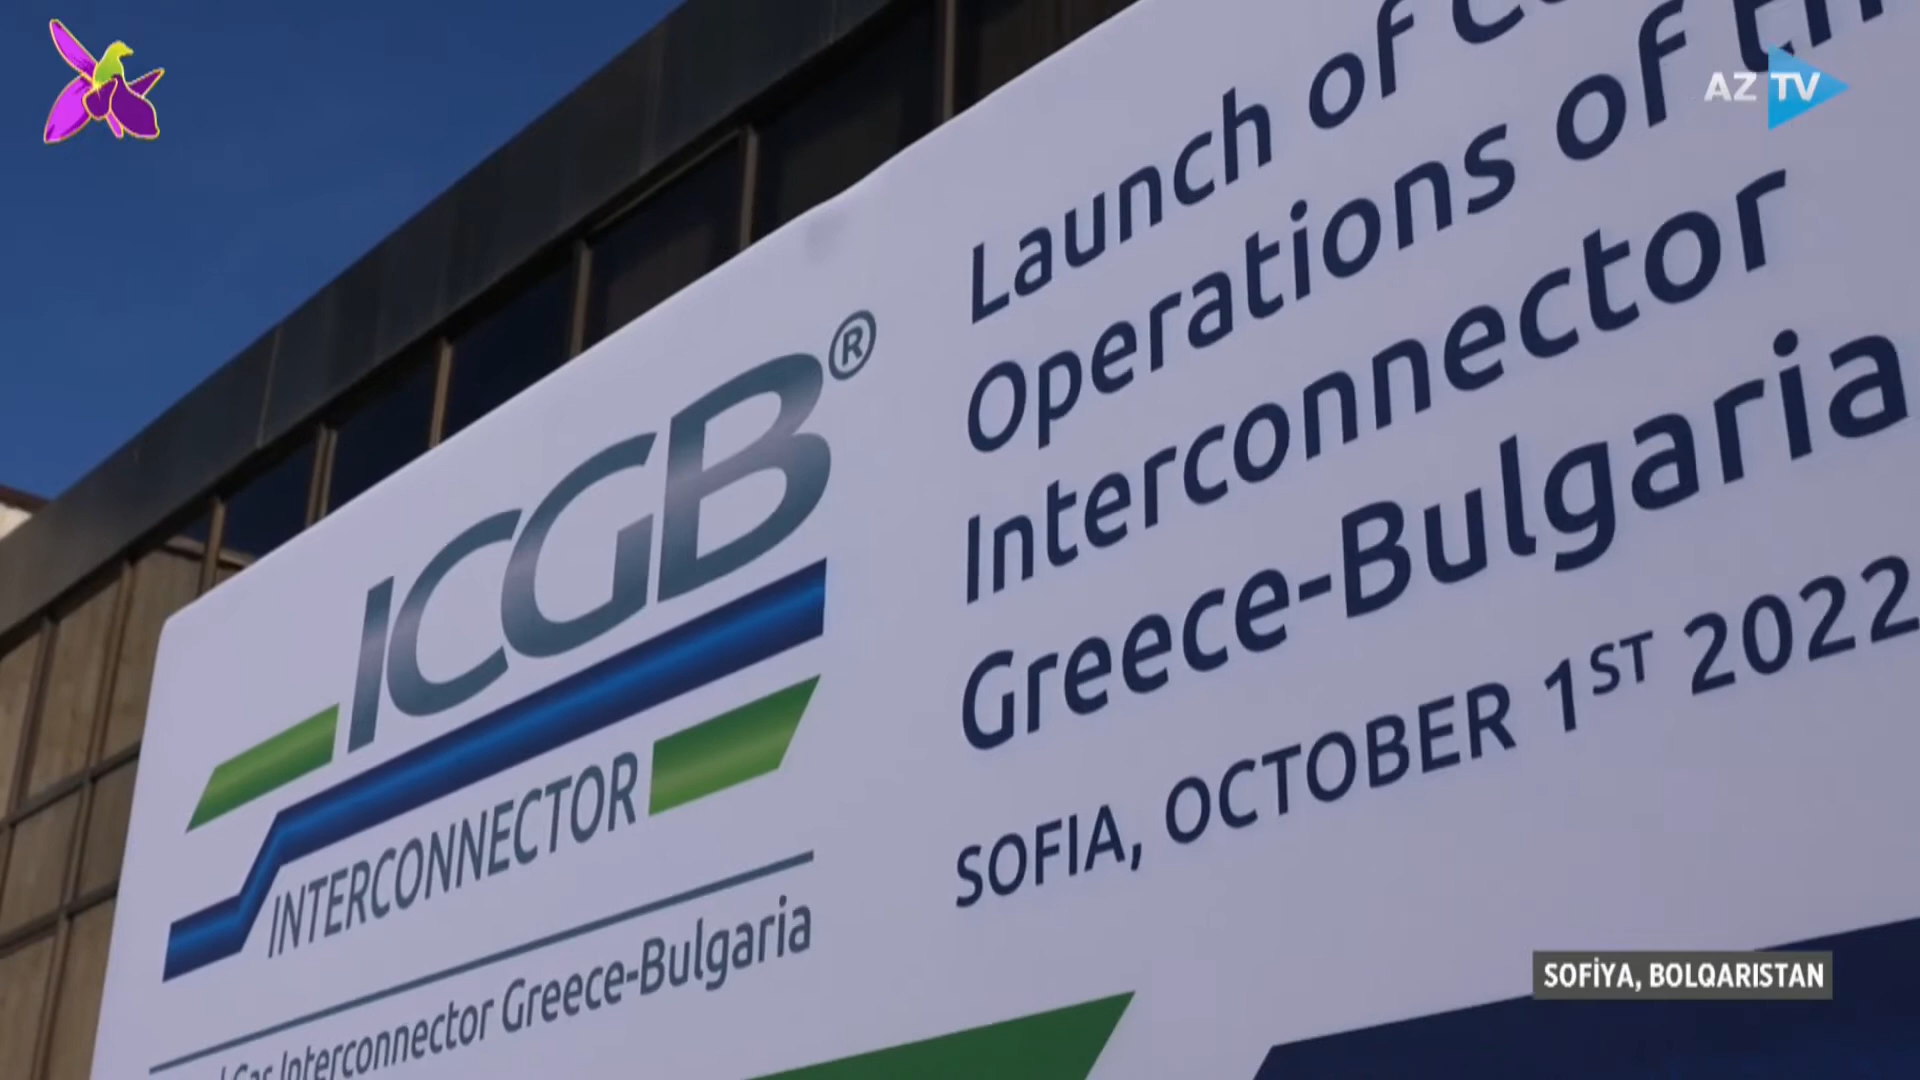 AZ TV
ICGB®
INTERCONNECTOR
Interconnector Greece-Bulgaria
Launch of
Operations of
Interconnector
Greece-Bulgaria
SOFIA, OCTOBER 1ST 2022
SOFİYA, BOLQARISTAN